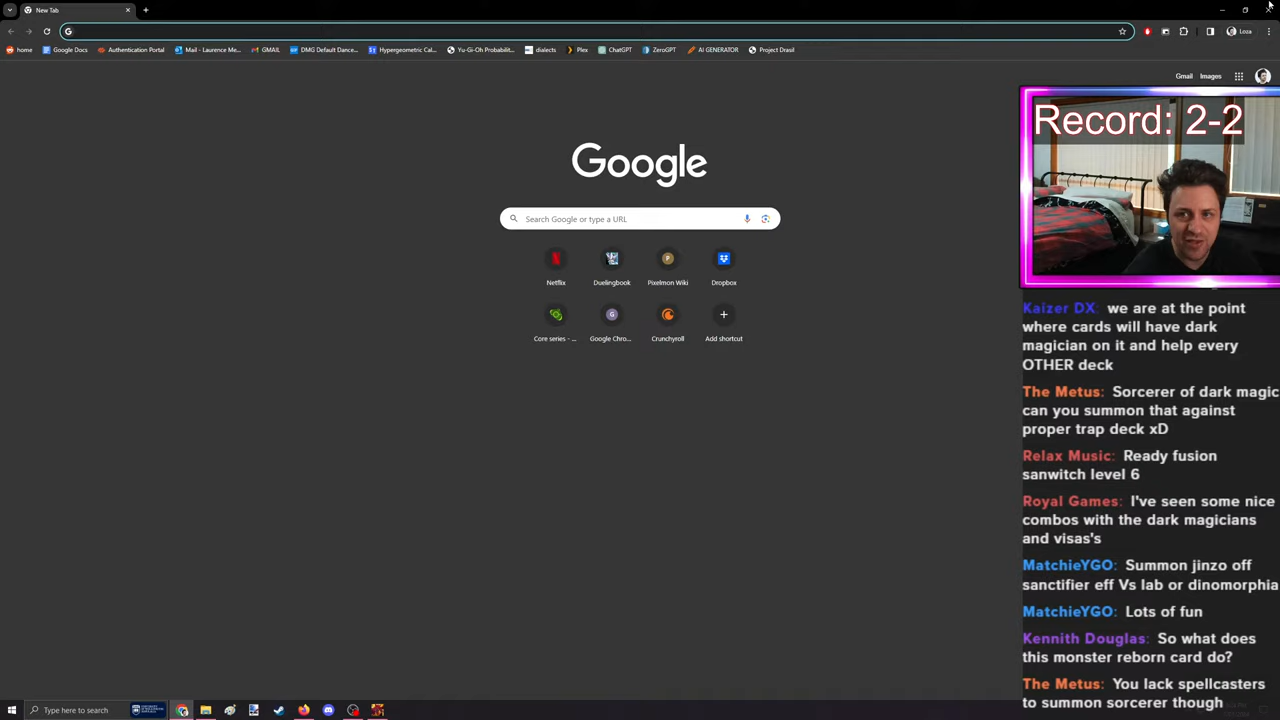 New Tab
home Google Docs Authentication Portal Mail - Laurence Me... GMAIL DMG Default Dance... Hypergeometric Cal... Yu-Gi-Oh Probabilit... dialects Plex ChatGPT ZeroGPT AI GENERATOR Project Drasil
Loza
Gmail Images
Record: 2-2
Google
Search Google or type a URL
Netflix Duelingbook Pixelmon Wiki Dropbox
Core series - ... Google Chro... Crunchyroll Add shortcut
Kaizer DX: we are at the point
where cards will have dark
magician on it and help every
OTHER deck
The Metus: Sorcerer of dark magic
can you summon that against
proper trap deck xD
Relax Music: Ready fusion
sanwitch level 6
Royal Games: I've seen some nice
combos with the dark magicians
and visas's
MatchieYGO: Summon jinzo off
sanctifier eff Vs lab or dinomorphia
MatchieYGO: Lots of fun
Kennith Douglas: So what does
this monster reborn card do?
The Metus: You lack spellcasters
to summon sorcerer though
Type here to search